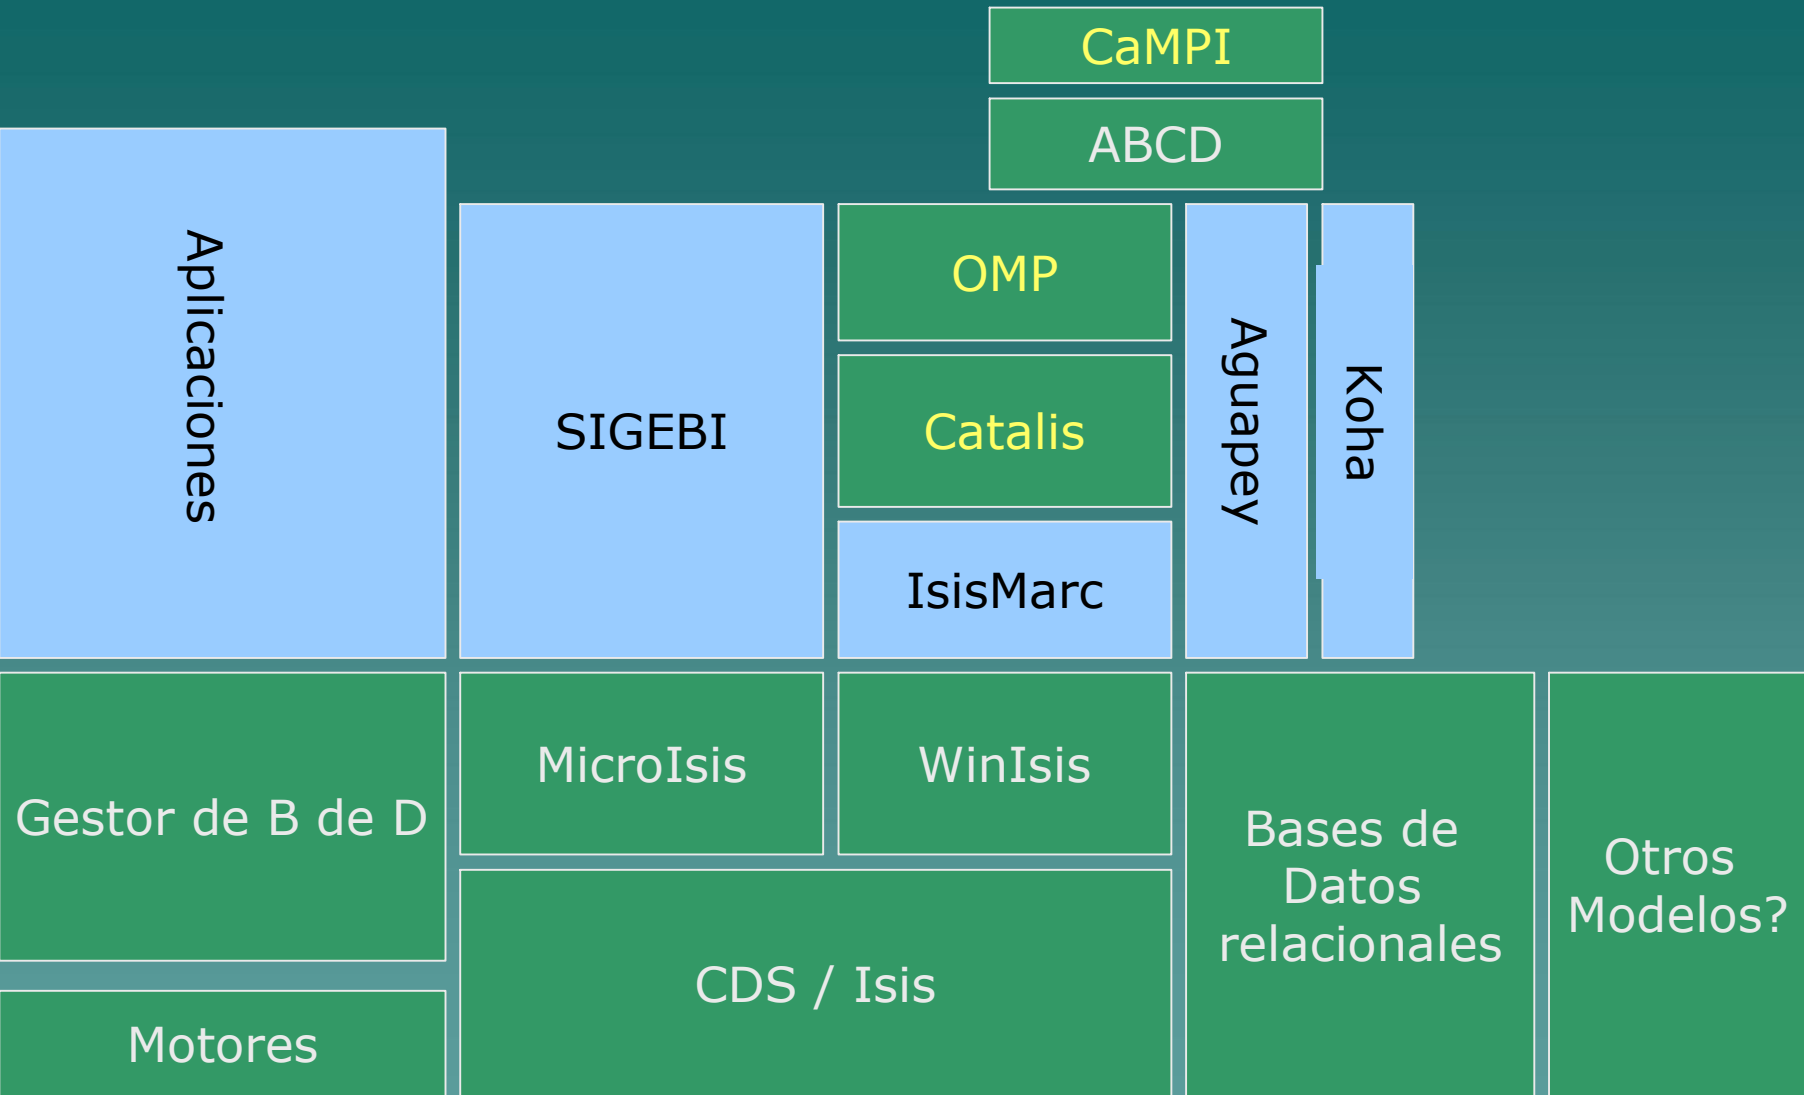 CaMPI
ABCD
Aplicaciones
SIGEBI
OMP
Catalis
IsisMarc
Aguapey
Koha
Gestor de B de D
MicroIsis
WinIsis
Bases de
Datos
relacionales
Otros
Modelos?
CDS / Isis
Motores